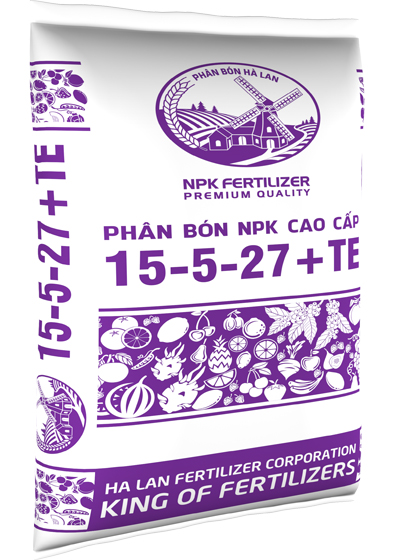 PHÂN BÓN HÀ LAN
NPK FERTILIZER
PREMIUM QUALITY
PHÂN BÓN NPK CAO CẤP
15-5-27+TE
HA LAN FERTILIZER CORPORATION
KING OF FERTILIZERS
15-5-27+TE